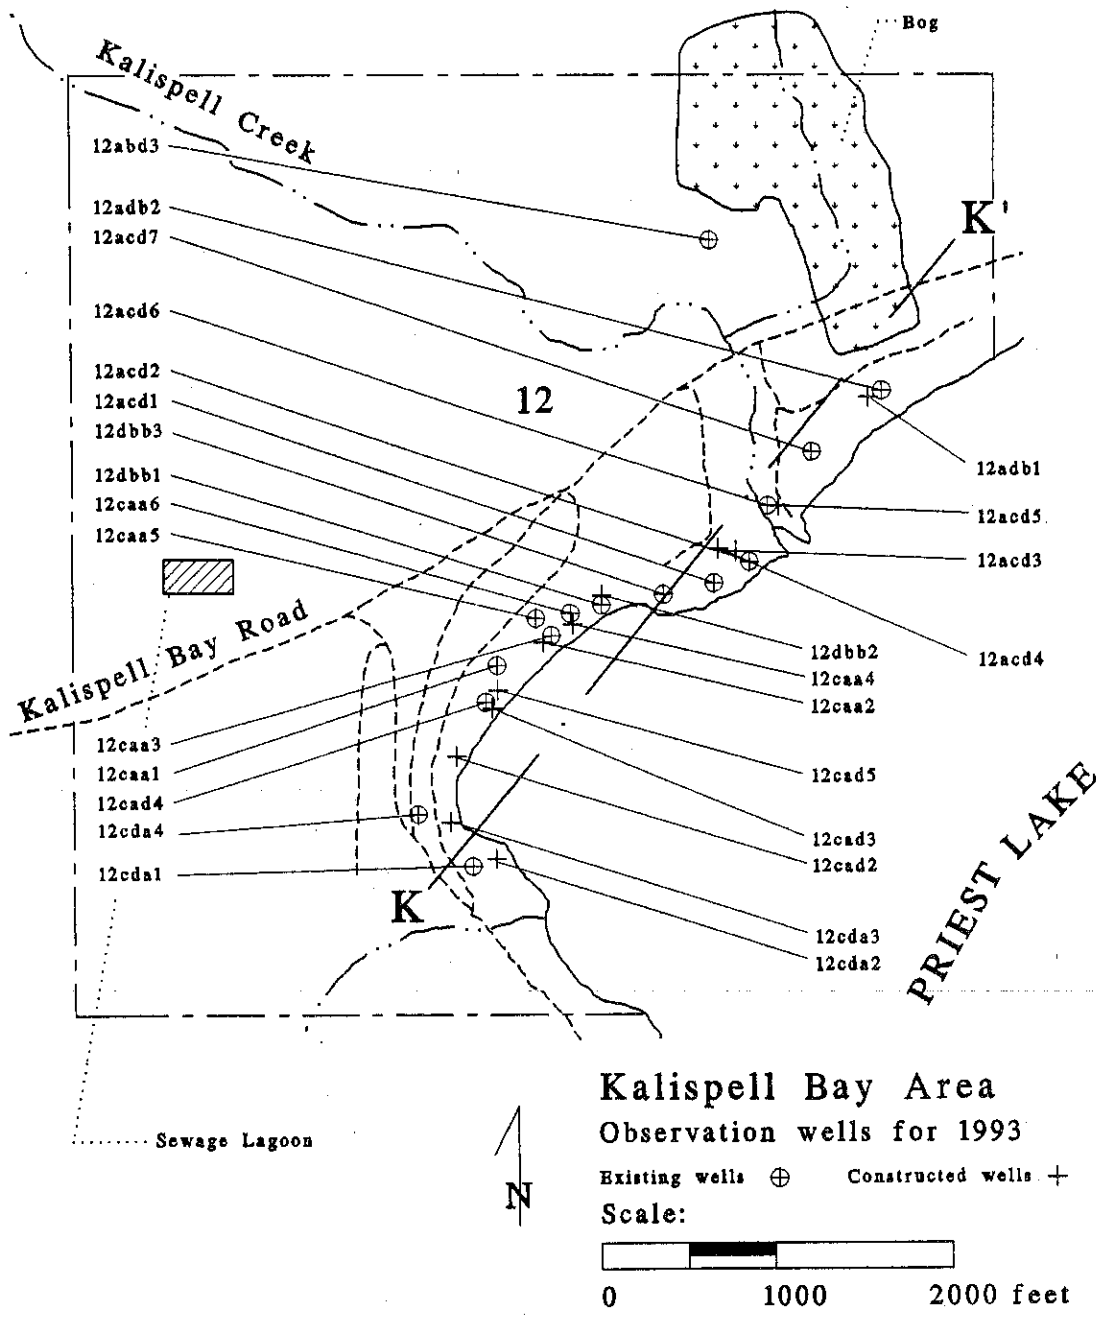 Bog
Kalispell Creek
12abd3
12adb2
12acd7
K'
12acd6
12acd2
12acd1
12dbb3
12
12dbb1
12caa6
12caa5
12adb1
12acd5
12acd3
12acd4
Kalispell Bay Road
12dbb2
12caa4
12caa2
12caa3
12caa1
12cad4
12cda4
12cda1
12cad5
12cad3
12cad2
K
12cda3
12cda2
PRIEST LAKE
Sewage Lagoon
N
Kalispell Bay Area
Observation wells for 1993
Existing wells Constructed wells
Scale:
0 1000 2000 feet